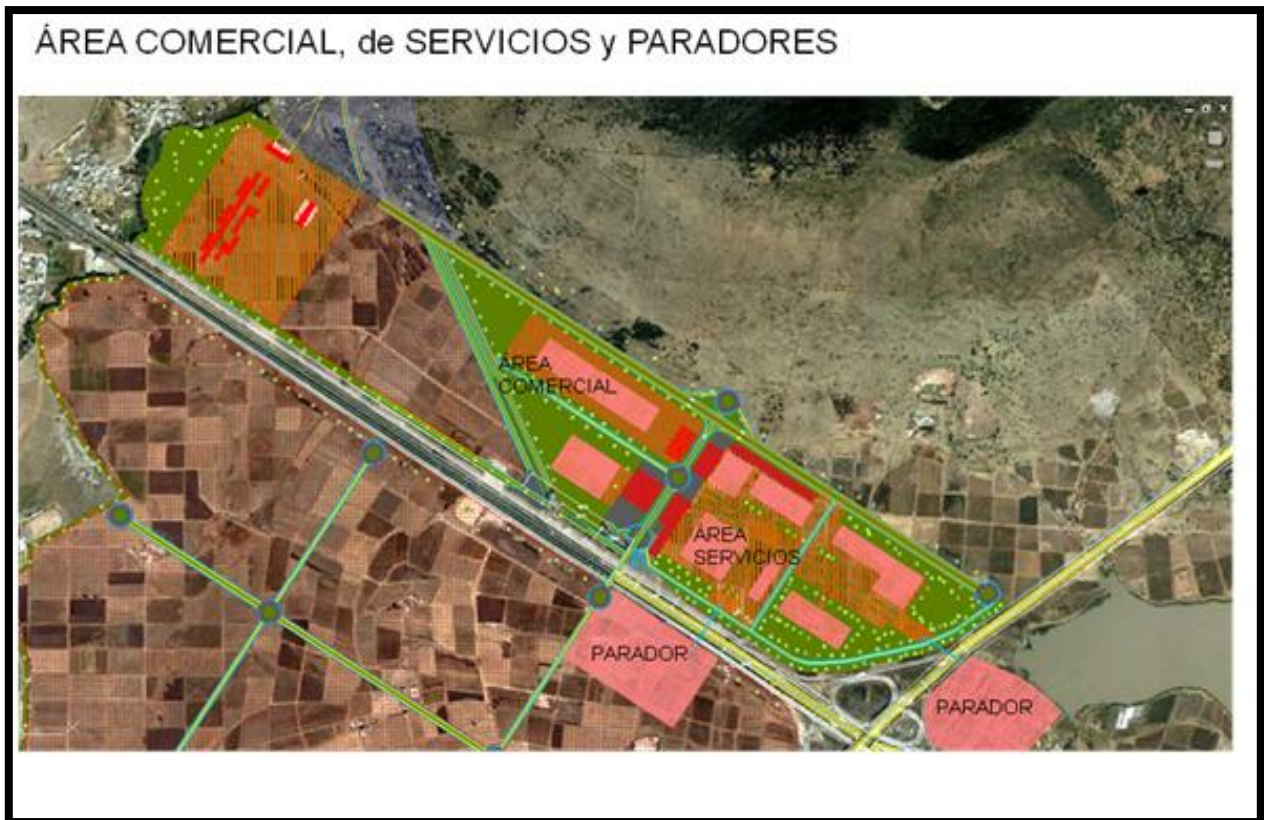 ÁREA COMERCIAL, de SERVICIOS y PARADORES
ÁREA
COMERCIAL
ÁREA
SERVICIOS
PARADOR
PARADOR